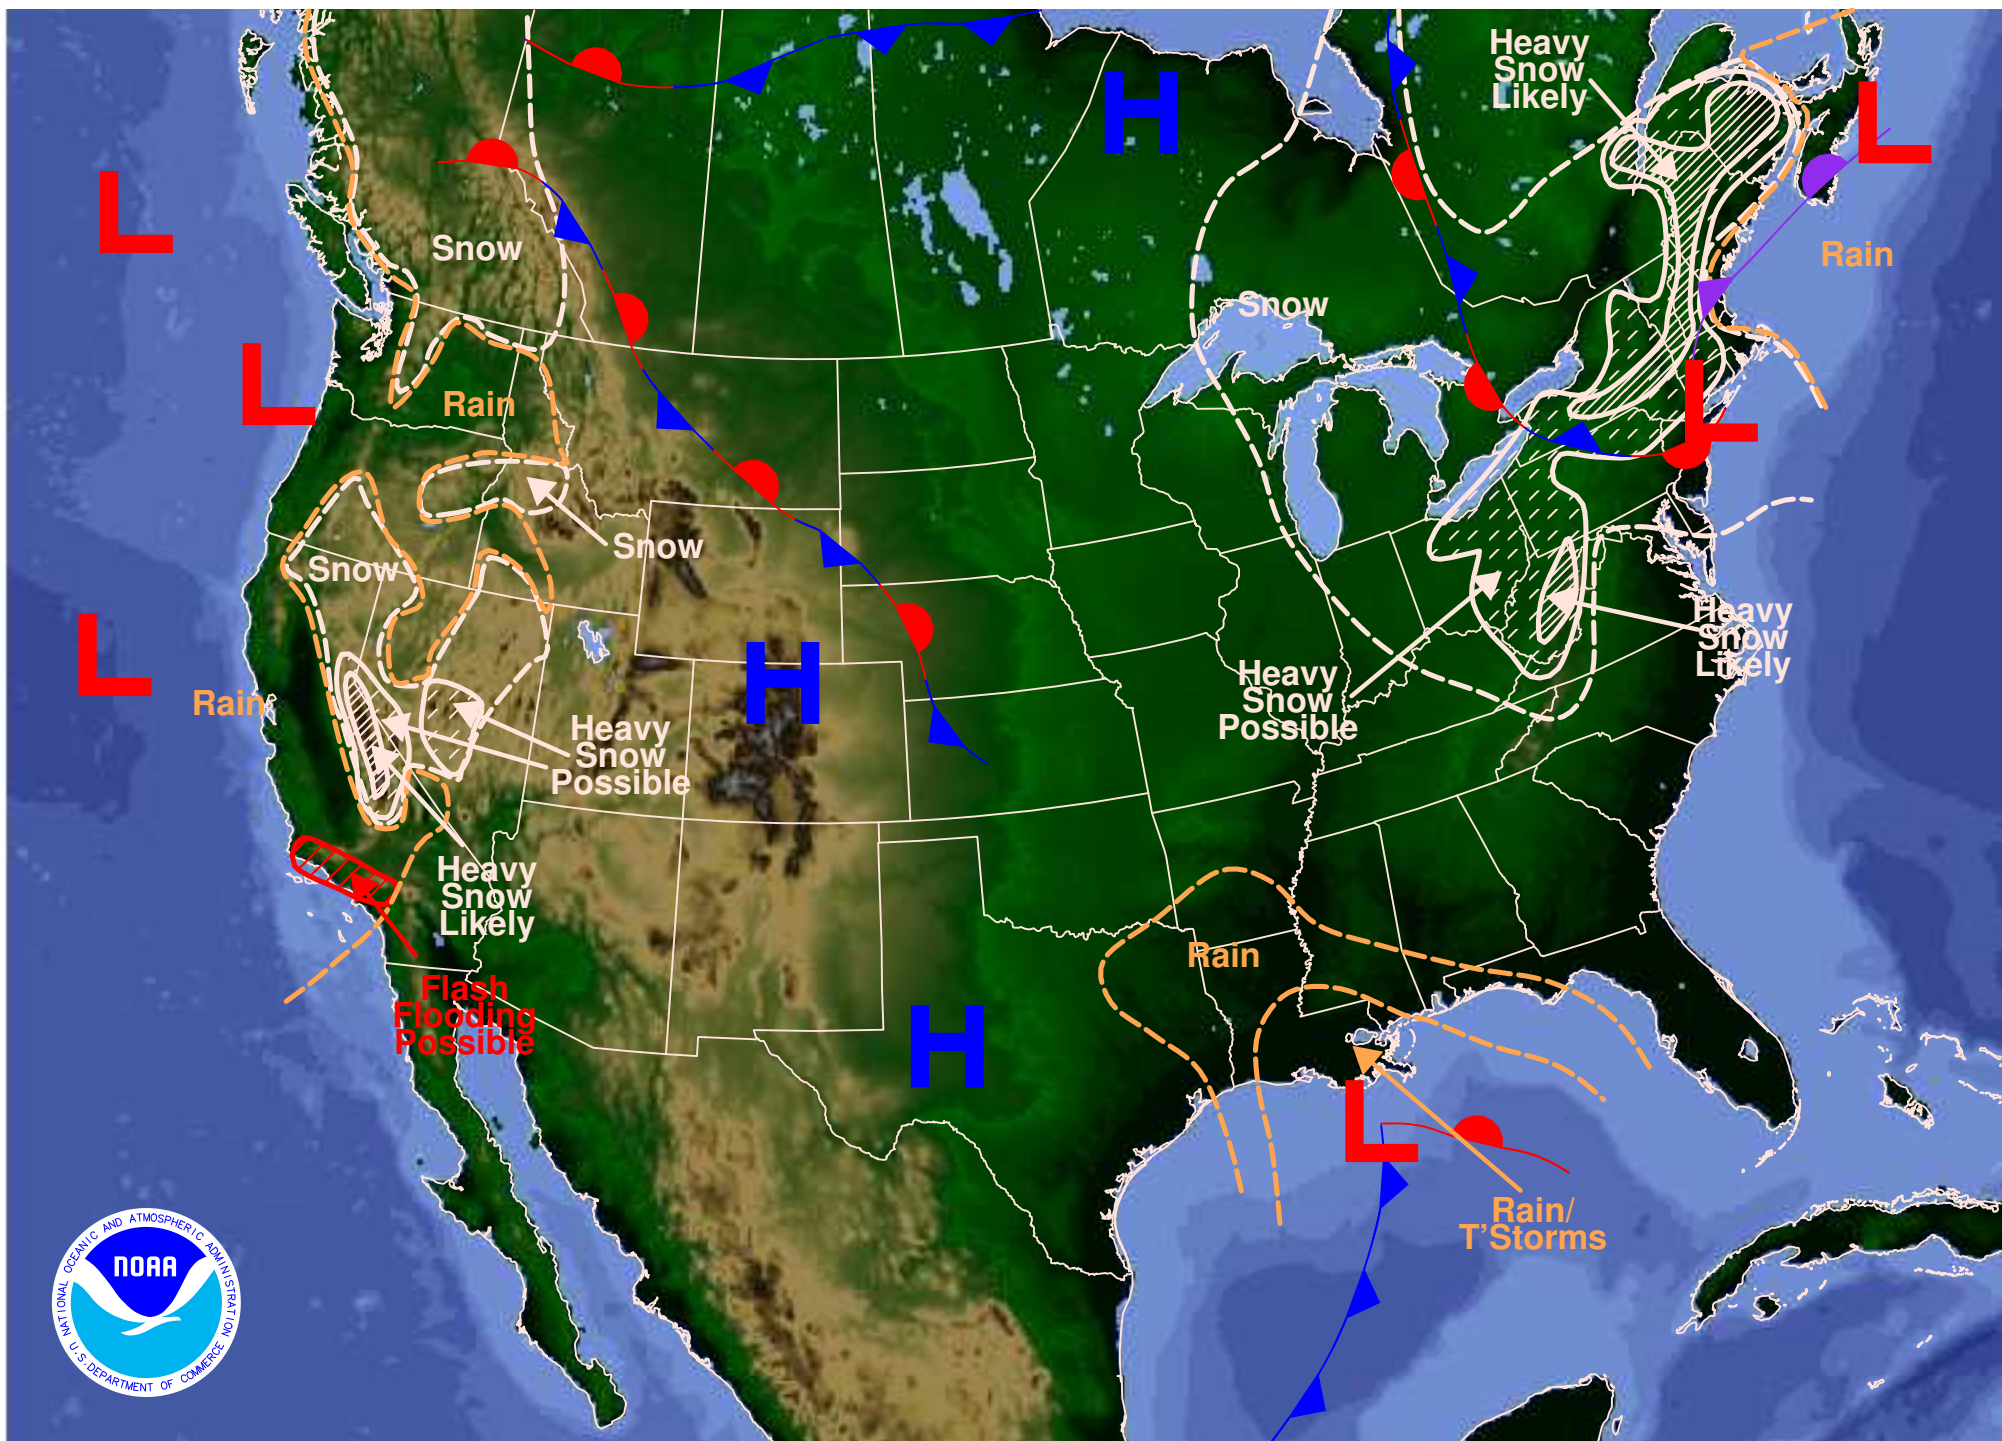 Heavy
Snow
Likely
H
L
L
Snow
Rain
Snow
L
Rain
L
Snow
Snow
Heavy
Snow
Likely
L
H
Rain
Heavy
Snow
Possible
Heavy
Snow
Possible
Heavy
Snow
Likely
Rain
Flash
Flooding
Possible
H
L
Rain/
T'Storms
NATIONAL OCEANIC AND ATMOSPHERIC ADMINISTRATION
NOAA
U.S. DEPARTMENT OF COMMERCE